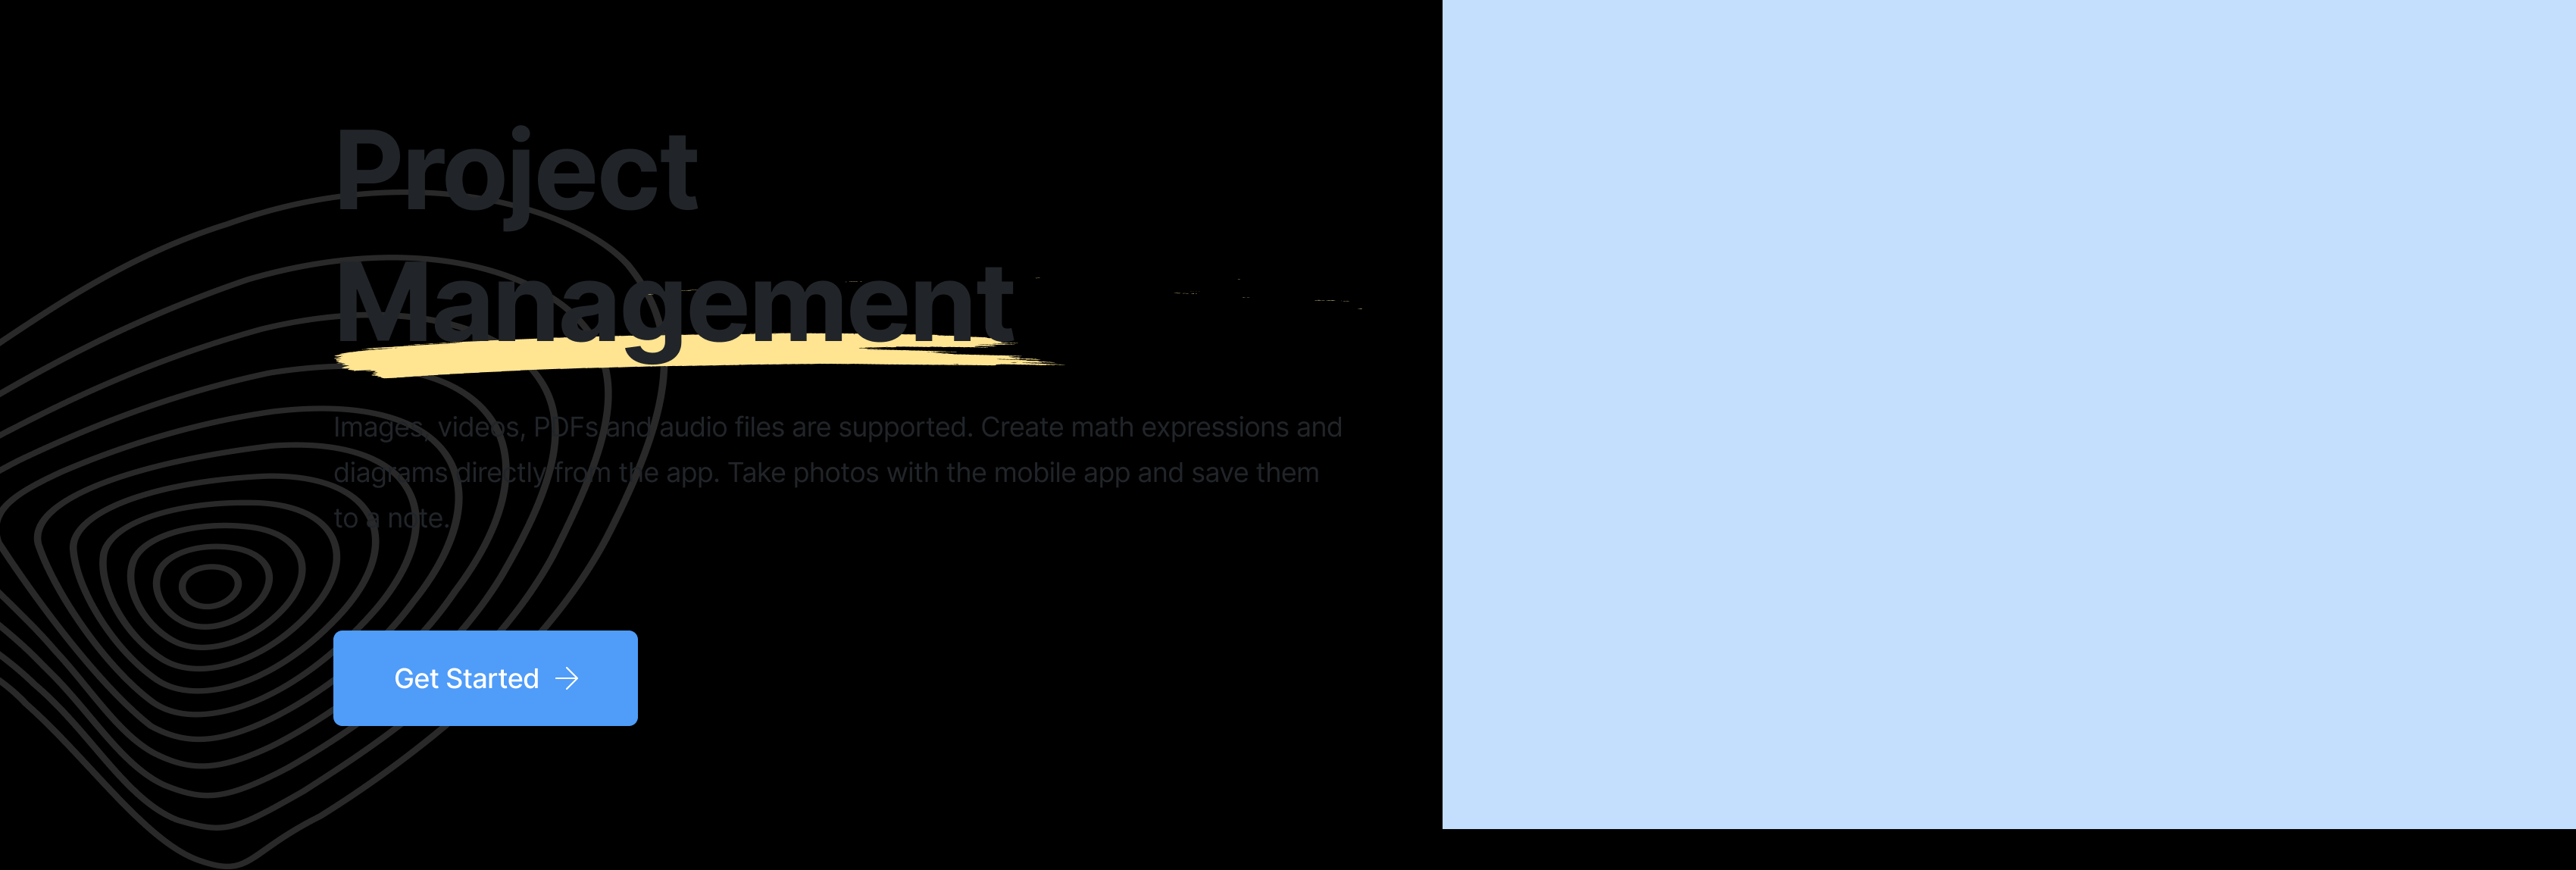 Project
Management
Images, videos, PDFs and audio files are supported. Create math expressions and
diagrams directly from the app. Take photos with the mobile app and save them
to a note.
Get Started